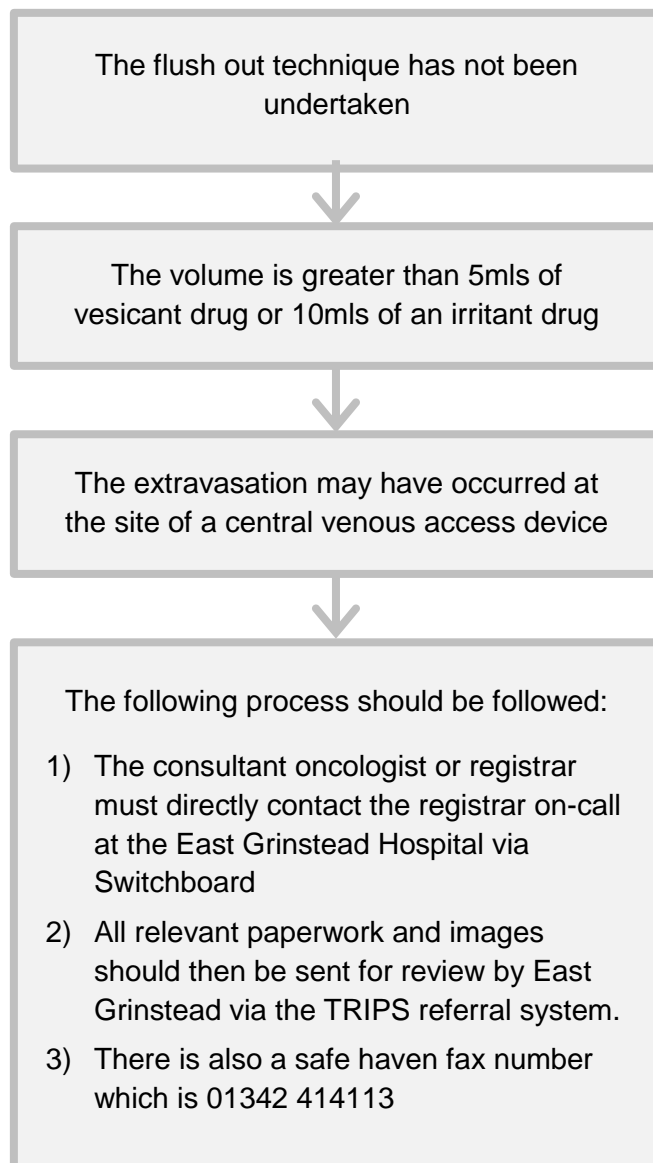 The flush out technique has not been
undertaken
The volume is greater than 5mls of
vesicant drug or 10mls of an irritant drug
The extravasation may have occurred at
the site of a central venous access device
The following process should be followed:
1) The consultant oncologist or registrar
must directly contact the registrar on-call
at the East Grinstead Hospital via
Switchboard
2) All relevant paperwork and images
should then be sent for review by East
Grinstead via the TRIPS referral system.
3) There is also a safe haven fax number
which is 01342 414113